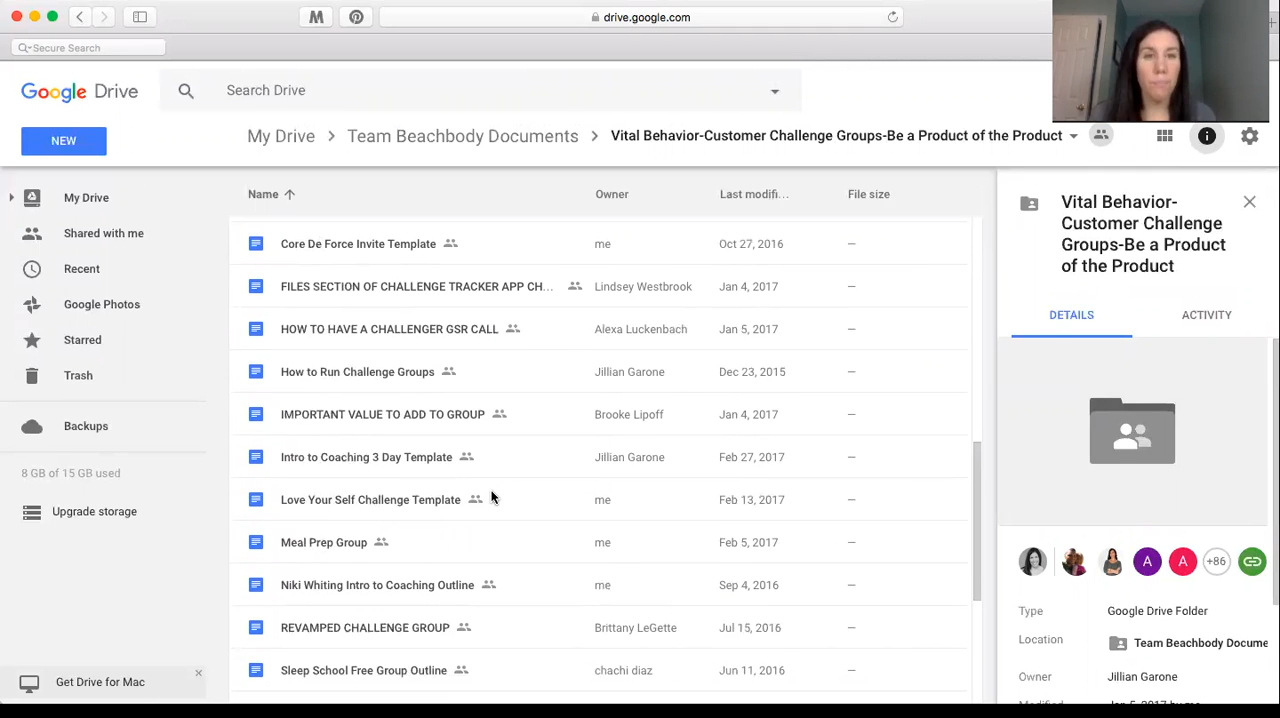 drive.google.com
Secure Search
Google Drive
Search Drive
NEW
My Drive > Team Beachbody Documents > Vital Behavior-Customer Challenge Groups-Be a Product of the Product
My Drive
Shared with me
Recent
Google Photos
Starred
Trash
Backups
8 GB of 15 GB used
Upgrade storage
Get Drive for Mac
Name Owner Last modifi... File size
Core De Force Invite Template me Oct 27, 2016 —
FILES SECTION OF CHALLENGE TRACKER APP CH... Lindsey Westbrook Jan 4, 2017 —
HOW TO HAVE A CHALLENGER GSR CALL Alexa Luckenbach Jan 5, 2017 —
How to Run Challenge Groups Jillian Garone Dec 23, 2015 —
IMPORTANT VALUE TO ADD TO GROUP Brooke Lipoff Jan 4, 2017 —
Intro to Coaching 3 Day Template Jillian Garone Feb 27, 2017 —
Love Your Self Challenge Template me Feb 13, 2017 —
Meal Prep Group me Feb 5, 2017 —
Niki Whiting Intro to Coaching Outline me Sep 4, 2016 —
REVAMPED CHALLENGE GROUP Brittany LeGette Jul 15, 2016 —
Sleep School Free Group Outline chachi diaz Jun 11, 2016 —
Vital Behavior-
Customer Challenge
Groups-Be a Product
of the Product
DETAILS ACTIVITY
A A +86
Type Google Drive Folder
Location Team Beachbody Docume
Owner Jillian Garone